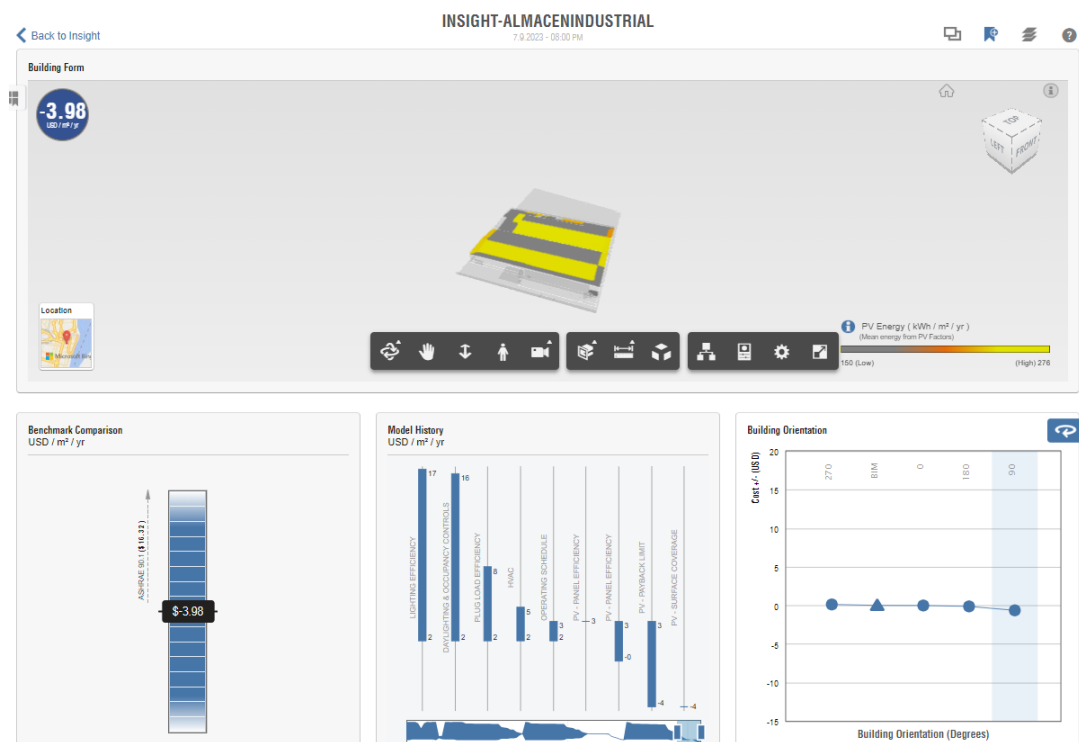 INSIGHT-ALMACENINDUSTRIAL
7.9.2023 - 08:00 PM
Back to Insight
?
Building Form
-3.98
USD / m² / yr
TOP
LEFT
FRONT
Location
Microsoft Bing
PV Energy ( kWh / m² / yr )
(Mean energy from PV Factors)
150 (Low)
(High) 276
Benchmark Comparison
USD / m² / yr
ASHRAE 90.1 ($16.32)
$-3.98
Model History
USD / m² / yr
LIGHTING EFFICIENCY
17
2
DAYLIGHTING & OCCUPANCY CONTROLS
16
2
PLUG LOAD EFFICIENCY
8
2
HVAC
5
2
OPERATING SCHEDULE
3
2
PV - PANEL EFFICIENCY
3
PV - PANEL EFFICIENCY
3
-0
PV - PAYBACK LIMIT
3
-4
PV - SURFACE COVERAGE
-4
Building Orientation
Cost +/- (USD)
20
15
10
5
0
-5
-10
-15
270
BIM
0
180
90
Building Orientation (Degrees)